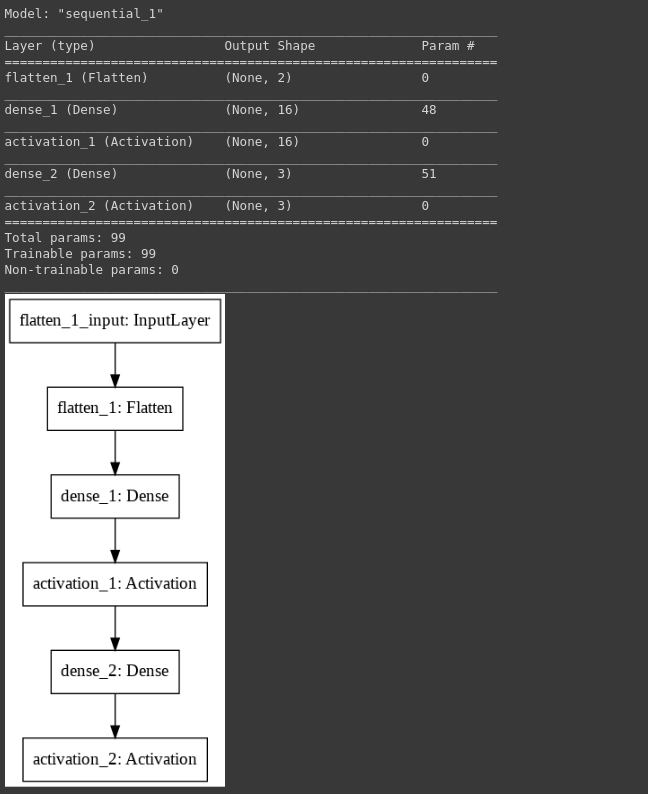 Model: "sequential_1"
Layer (type) Output Shape Param #
flatten_1 (Flatten) (None, 2) 0
dense_1 (Dense) (None, 16) 48
activation_1 (Activation) (None, 16) 0
dense_2 (Dense) (None, 3) 51
activation_2 (Activation) (None, 3) 0
Total params: 99
Trainable params: 99
Non-trainable params: 0
flatten_1_input: InputLayer
flatten_1: Flatten
dense_1: Dense
activation_1: Activation
dense_2: Dense
activation_2: Activation